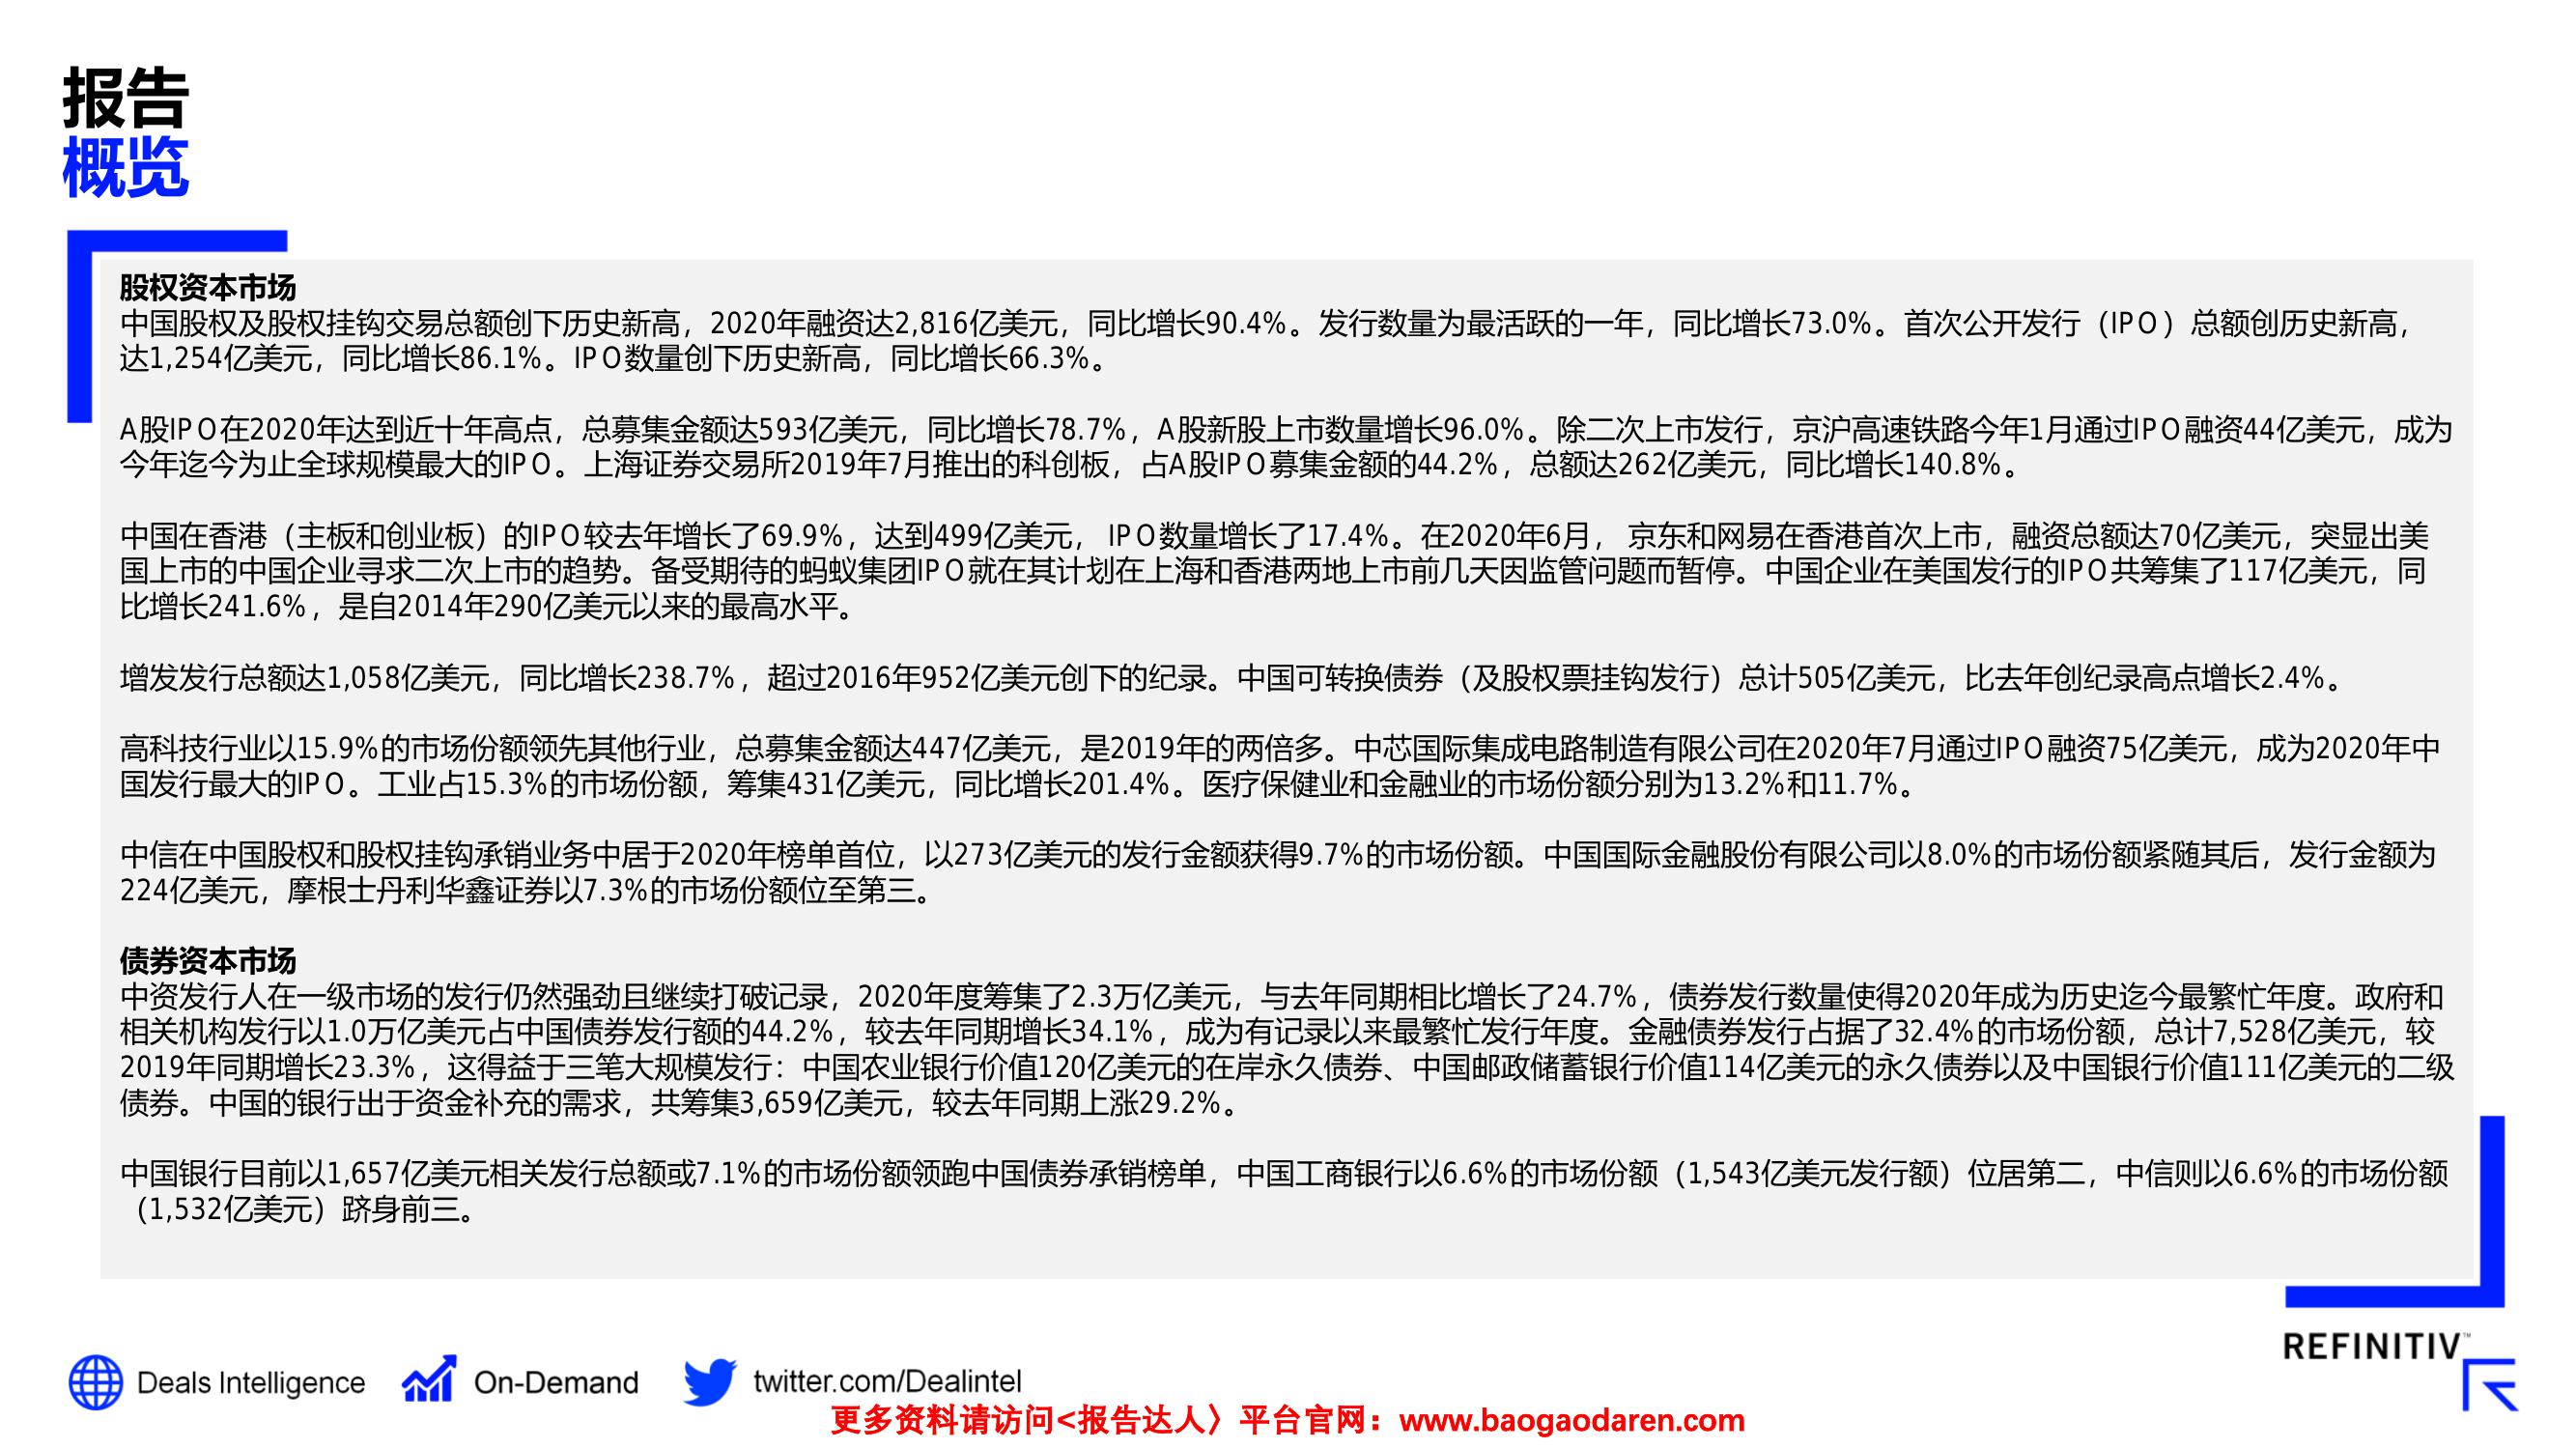 报告
概览
股权资本市场
中国股权及股权挂钩交易总额创下历史新高，2020年融资达2,816亿美元，同比增长90.4%。发行数量为最活跃的一年，同比增长73.0%。首次公开发行（IPO）总额创历史新高，
达1,254亿美元，同比增长86.1%。IPO数量创下历史新高，同比增长66.3%。
A股IPO在2020年达到近十年高点，总募集金额达593亿美元，同比增长78.7%，A股新股上市数量增长96.0%。除二次上市发行，京沪高速铁路今年1月通过IPO融资44亿美元，成为
今年迄今为止全球规模最大的IPO。上海证券交易所2019年7月推出的科创板，占A股IPO募集金额的44.2%，总额达262亿美元，同比增长140.8%。
中国在香港（主板和创业板）的IPO较去年增长了69.9%，达到499亿美元， IPO数量增长了17.4%。在2020年6月， 京东和网易在香港首次上市，融资总额达70亿美元，突显出美
国上市的中国企业寻求二次上市的趋势。备受期待的蚂蚁集团IPO就在其计划在上海和香港两地上市前几天因监管问题而暂停。中国企业在美国发行的IPO共筹集了117亿美元，同
比增长241.6%，是自2014年290亿美元以来的最高水平。
增发发行总额达1,058亿美元，同比增长238.7%，超过2016年952亿美元创下的纪录。中国可转换债券（及股权票挂钩发行）总计505亿美元，比去年创纪录高点增长2.4%。
高科技行业以15.9%的市场份额领先其他行业，总募集金额达447亿美元，是2019年的两倍多。中芯国际集成电路制造有限公司在2020年7月通过IPO融资75亿美元，成为2020年中
国发行最大的IPO。工业占15.3%的市场份额，筹集431亿美元，同比增长201.4%。医疗保健业和金融业的市场份额分别为13.2%和11.7%。
中信在中国股权和股权挂钩承销业务中居于2020年榜单首位，以273亿美元的发行金额获得9.7%的市场份额。中国国际金融股份有限公司以8.0%的市场份额紧随其后，发行金额为
224亿美元，摩根士丹利华鑫证券以7.3%的市场份额位至第三。
债券资本市场
中资发行人在一级市场的发行仍然强劲且继续打破记录，2020年度筹集了2.3万亿美元，与去年同期相比增长了24.7%，债券发行数量使得2020年成为历史迄今最繁忙年度。政府和
相关机构发行以1.0万亿美元占中国债券发行额的44.2%，较去年同期增长34.1%，成为有记录以来最繁忙发行年度。金融债券发行占据了32.4%的市场份额，总计7,528亿美元，较
2019年同期增长23.3%，这得益于三笔大规模发行：中国农业银行价值120亿美元的在岸永久债券、中国邮政储蓄银行价值114亿美元的永久债券以及中国银行价值111亿美元的二级
债券。中国的银行出于资金补充的需求，共筹集3,659亿美元，较去年同期上涨29.2%。
中国银行目前以1,657亿美元相关发行总额或7.1%的市场份额领跑中国债券承销榜单，中国工商银行以6.6%的市场份额（1,543亿美元发行额）位居第二，中信则以6.6%的市场份额
（1,532亿美元）跻身前三。
REFINITIV™
Deals Intelligence On-Demand twitter.com/Dealintel
更多资料请访问<报告达人〉平台官网：www.baogaodaren.com